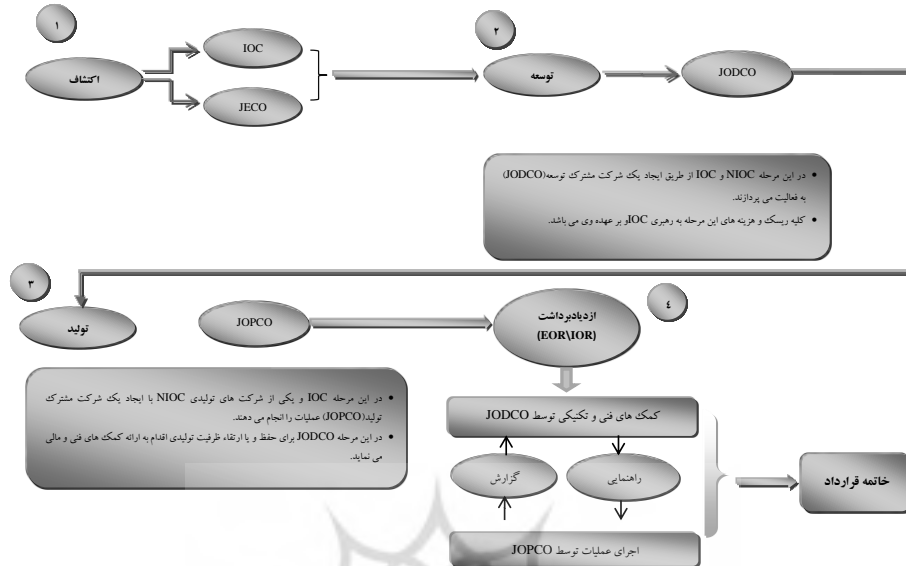 ۱
اکتشاف
IOC
JECO
۲
توسعه
JODCO
• در این مرحله NIOC و IOC از طریق ایجاد یک شرکت مشترک توسعه(JODCO)
به فعالیت می پردازند.
• کلیه ریسک و هزینه های این مرحله به رهبری IOCو بر عهده وی می باشد.
۳
تولید
JOPCO
ازدیادبرداشت
(EOR\IOR)
٤
• در این مرحله IOC و یکی از شرکت های تولیدی NIOC با ایجاد یک شرکت مشترک
تولید(JOPCO) عملیات را انجام می دهند.
• در این مرحله JODCO برای حفظ و یا ارتقاء ظرفیت تولیدی اقدام به ارائه کمک های فنی و مالی
می نماید.
کمک های فنی و تکنیکی توسط JODCO
گزارش
راهنمایی
اجرای عملیات توسط JOPCO
خاتمه قرارداد